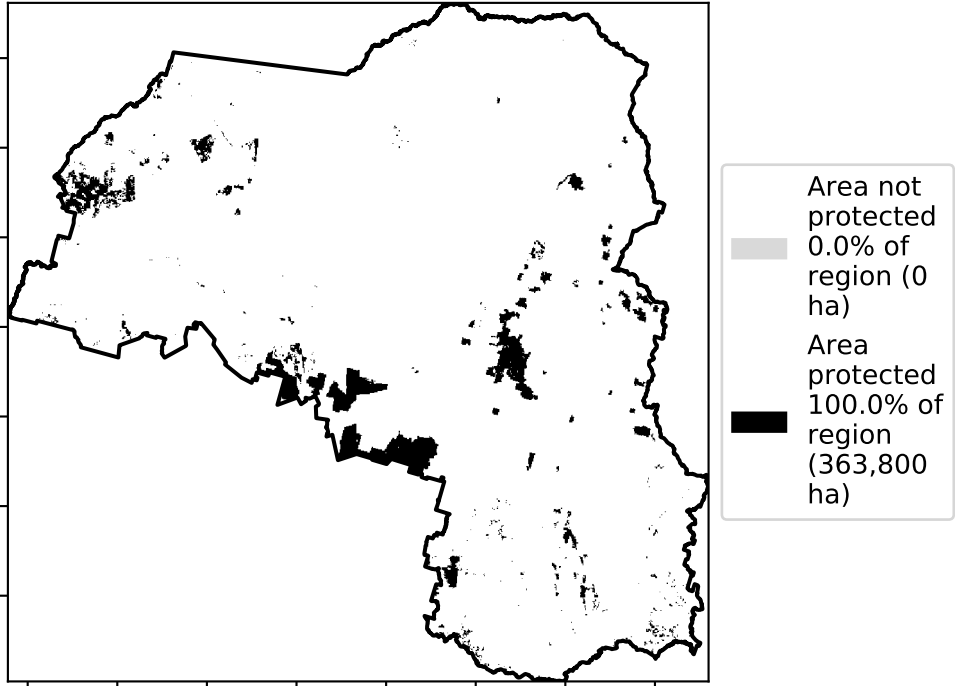 Area not
protected
0.0% of
region (0
ha)
Area
protected
100.0% of
region
(363,800
ha)